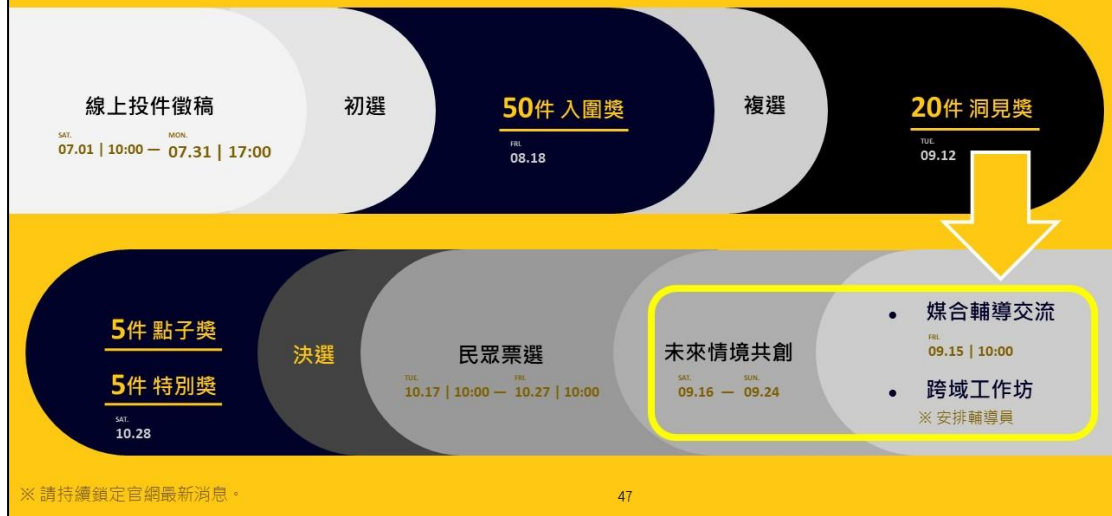 線上投件徵稿
SAT.
07.01 | 10:00 —
MON.
07.31 | 17:00
初選
50件 入圍獎
FRI.
08.18
複選
20件 洞見獎
TUE.
09.12
● 媒合輔導交流
FRI.
09.15 | 10:00
● 跨域工作坊
※ 安排輔導員
未來情境共創
SAT. SUN.
09.16 — 09.24
民眾票選
TUE. FRI.
10.17 | 10:00 — 10.27 | 10:00
決選
5件 點子獎
5件 特別獎
SAT.
10.28
※ 請持續鎖定官網最新消息。
47